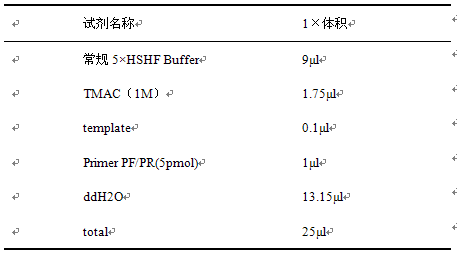 试剂名称 1×体积
常规 5×HSHF Buffer 9μl
TMAC（1M） 1.75μl
template 0.1μl
Primer PF/PR(5pmol) 1μl
ddH2O 13.15μl
total 25μl